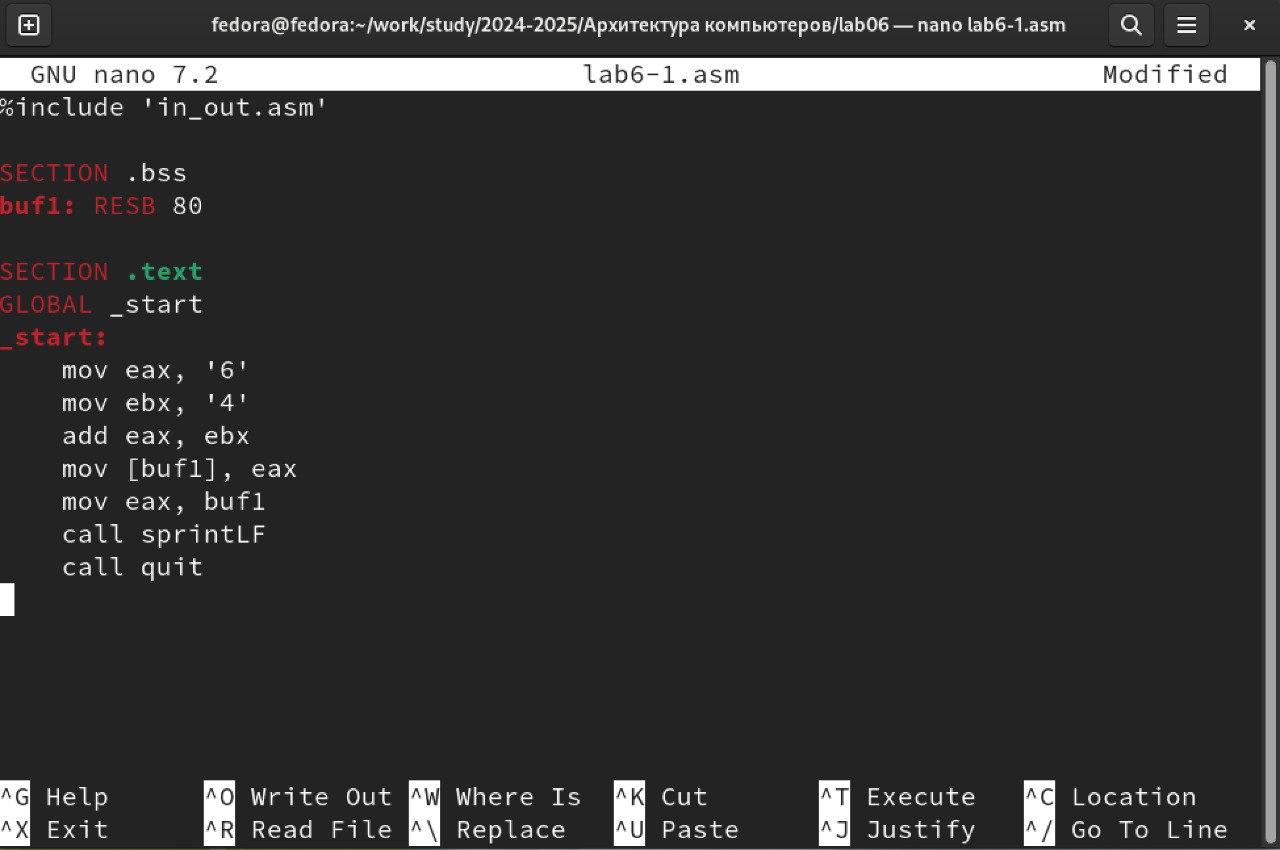 fedora@fedora:~/work/study/2024-2025/Архитектура компьютеров/lab06 — nano lab6-1.asm
GNU nano 7.2 lab6-1.asm Modified
%include 'in_out.asm'
SECTION .bss
buf1: RESB 80
SECTION .text
GLOBAL _start
_start:
mov eax, '6'
mov ebx, '4'
add eax, ebx
mov [buf1], eax
mov eax, buf1
call sprintLF
call quit
^G Help ^O Write Out ^W Where Is ^K Cut ^T Execute ^C Location
^X Exit ^R Read File ^\ Replace ^U Paste ^J Justify ^/ Go To Line